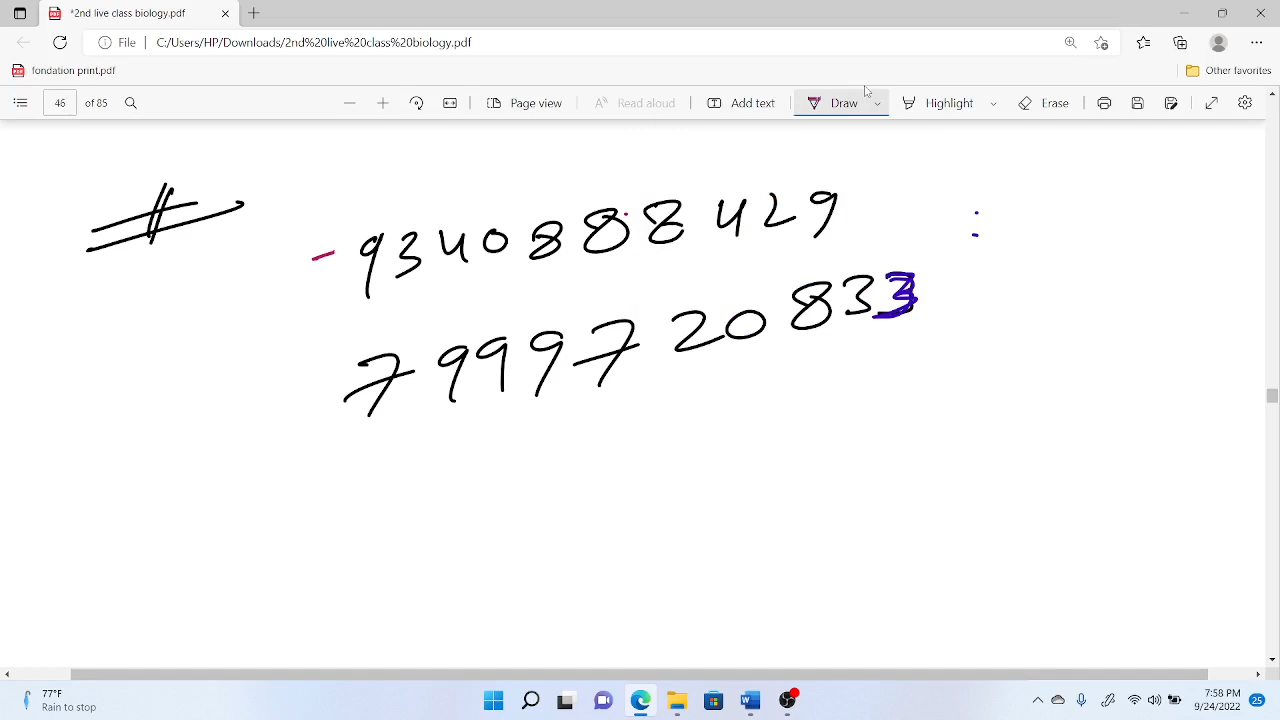 *2nd live class biology.pdf
File C:/Users/HP/Downloads/2nd%20live%20class%20biology.pdf
fondation print.pdf Other favorites
46 of 85 Page view Read aloud Add text Draw Highlight Erase
9340888429
7999720833
77°F
Rain to stop
7:58 PM
9/24/2022
25